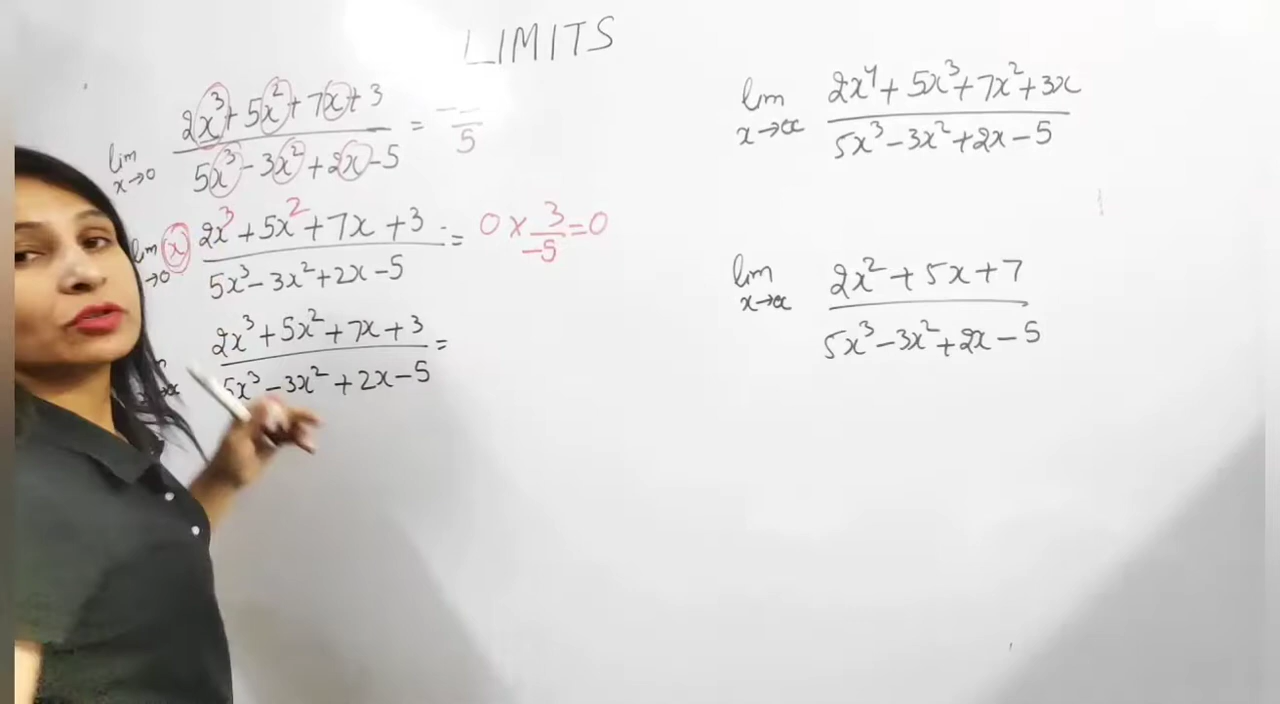 LIMITS
lim x→0 (2x³ + 5x² + 7x + 3) / (5x³ - 3x² + 2x - 5) = -- / 5
lim →0 x (2x³ + 5x² + 7x + 3) / (5x³ - 3x² + 2x - 5) = 0 × 3 / -5 = 0
(2x³ + 5x² + 7x + 3) / (5x³ - 3x² + 2x - 5) =
lim x→∝ (2x⁴ + 5x³ + 7x² + 3x) / (5x³ - 3x² + 2x - 5)
lim x→∝ (2x² + 5x + 7) / (5x³ - 3x² + 2x - 5)